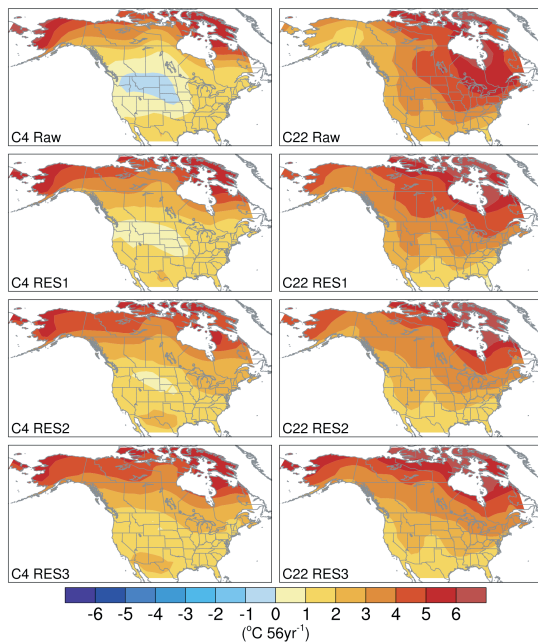 C4 Raw
C22 Raw
C4 RES1
C22 RES1
C4 RES2
C22 RES2
C4 RES3
C22 RES3
-6 -5 -4 -3 -2 -1 0 1 2 3 4 5 6
(°C 56yr⁻¹)